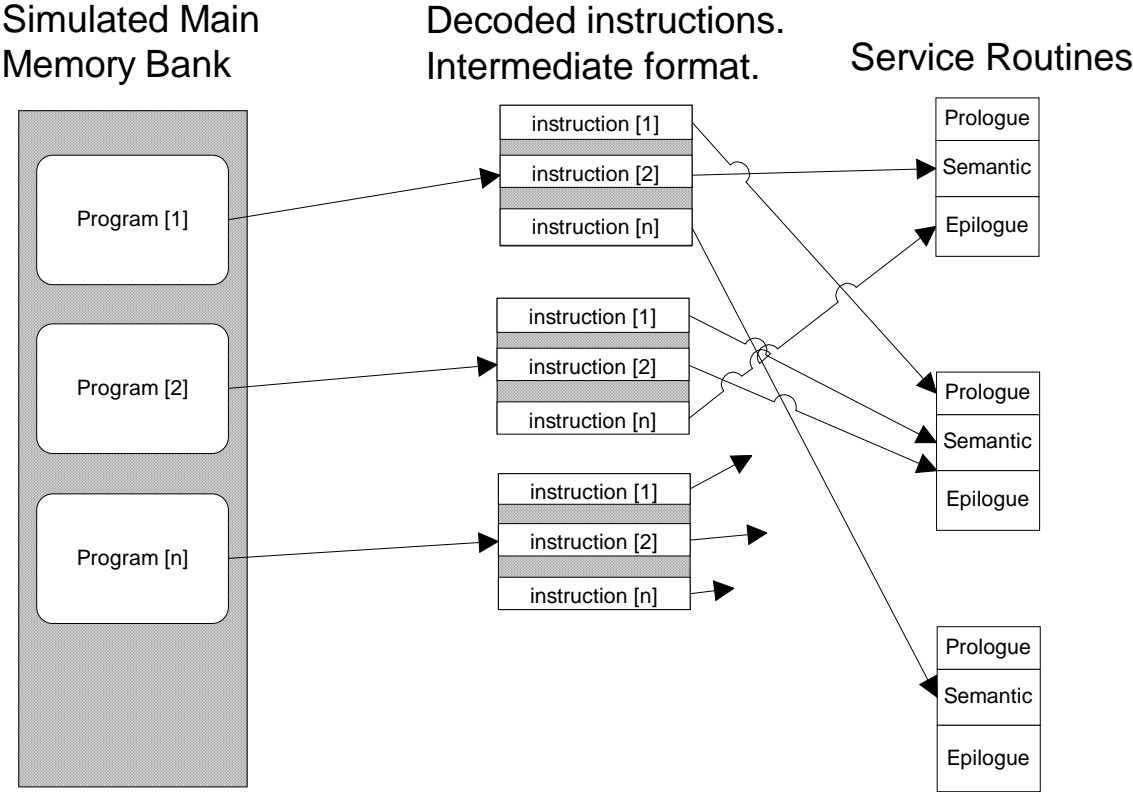 Simulated Main
Memory Bank
Decoded instructions.
Intermediate format.
Service Routines
Program [1]
Program [2]
Program [n]
instruction [1]
instruction [2]
instruction [n]
instruction [1]
instruction [2]
instruction [n]
instruction [1]
instruction [2]
instruction [n]
Prologue
Semantic
Epilogue
Prologue
Semantic
Epilogue
Prologue
Semantic
Epilogue